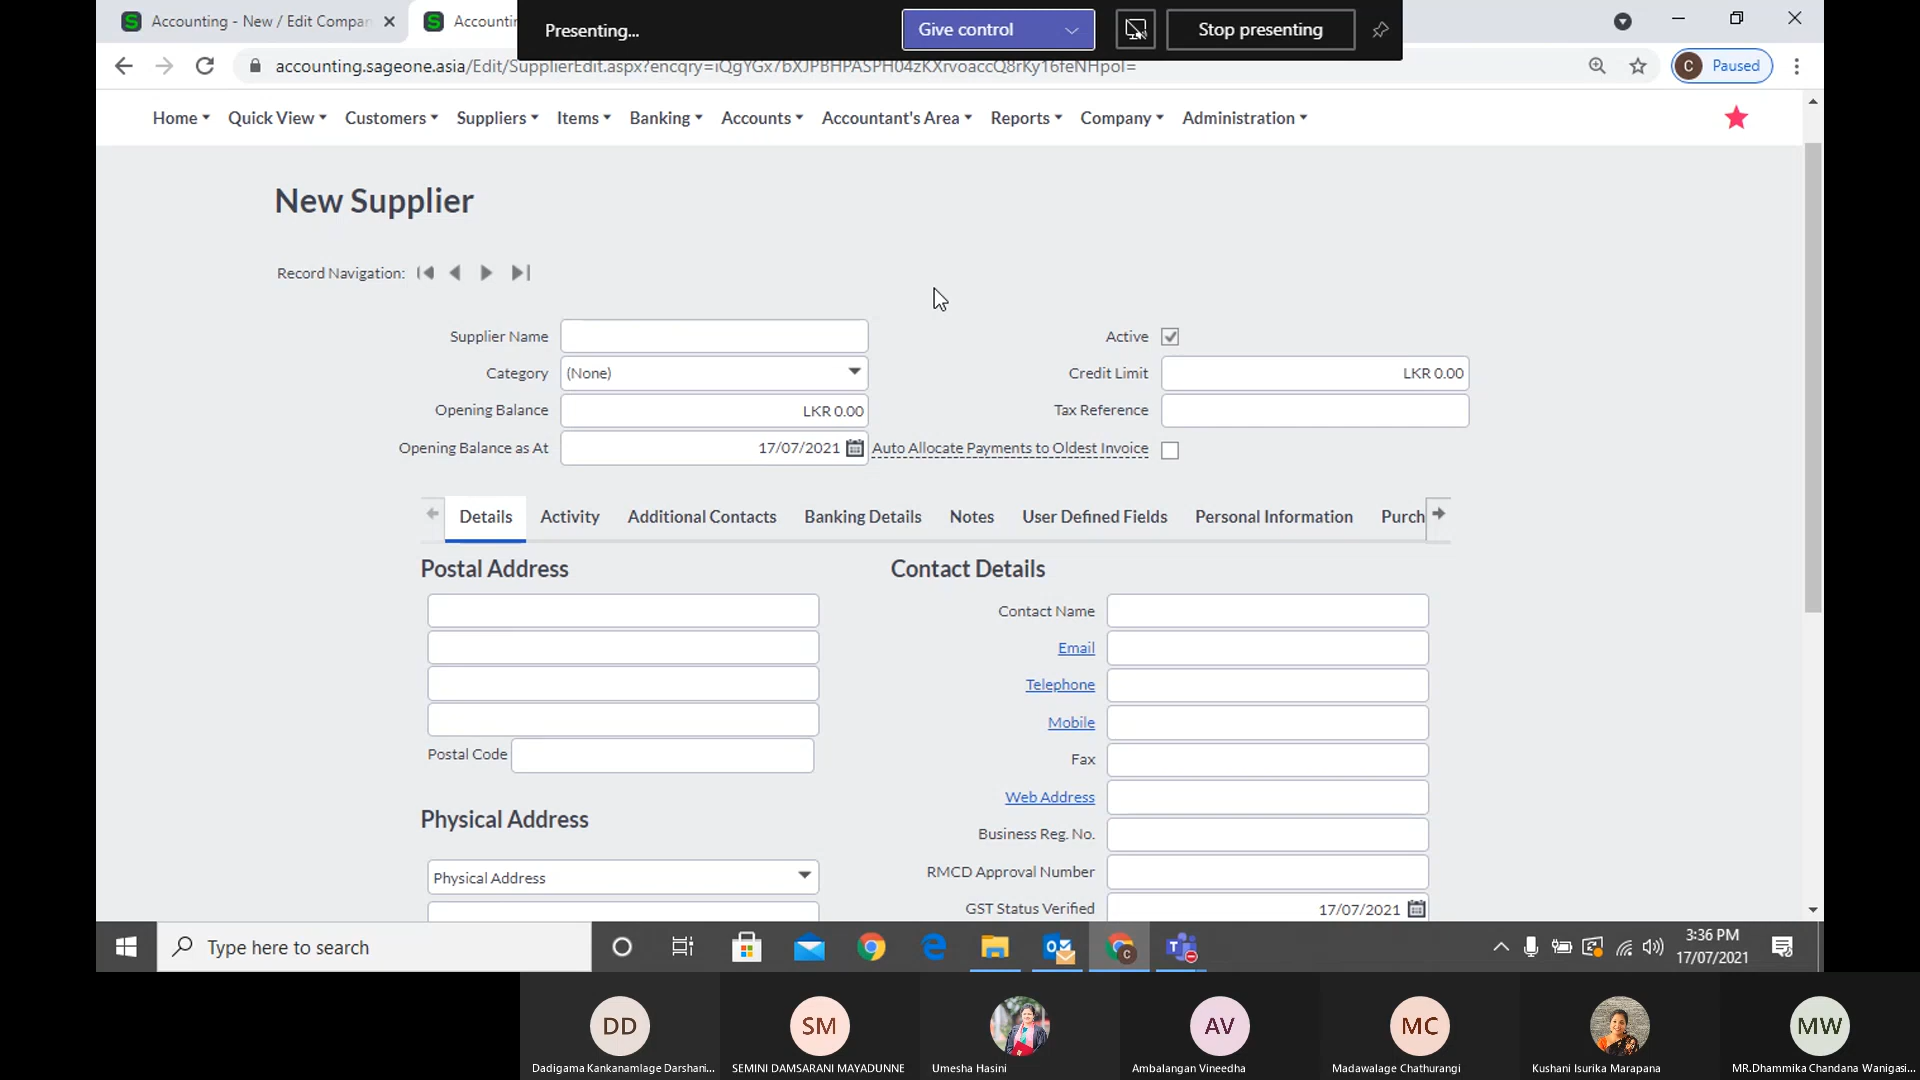 Accounting - New / Edit Compan
Accountin
Presenting...
Give control
Stop presenting
accounting.sageone.asia/Edit/SupplierEdit.aspx?encqry=
Paused
Home
Quick View
Customers
Suppliers
Items
Banking
Accounts
Accountant's Area
Reports
Company
Administration
New Supplier
Record Navigation:
Supplier Name
Active
Category (None)
Credit Limit LKR 0.00
Opening Balance LKR 0.00
Tax Reference
Opening Balance as At 17/07/2021
Auto Allocate Payments to Oldest Invoice
Details
Activity
Additional Contacts
Banking Details
Notes
User Defined Fields
Personal Information
Purch
Postal Address
Postal Code
Physical Address
Physical Address
Contact Details
Contact Name
Email
Telephone
Mobile
Fax
Web Address
Business Reg. No.
RMCD Approval Number
GST Status Verified 17/07/2021
Type here to search
3:36 PM
17/07/2021
DD
SM
AV
MC
MW
Dadigama Kankanamlage Darshani...
SEMINI DAMSARANI MAYADUNNE
Umesha Hasini
Ambalangan Vineedha
Madawalage Chathurangi
Kushani Isurika Marapana
MR.Dhammika Chandana Wanigasi...